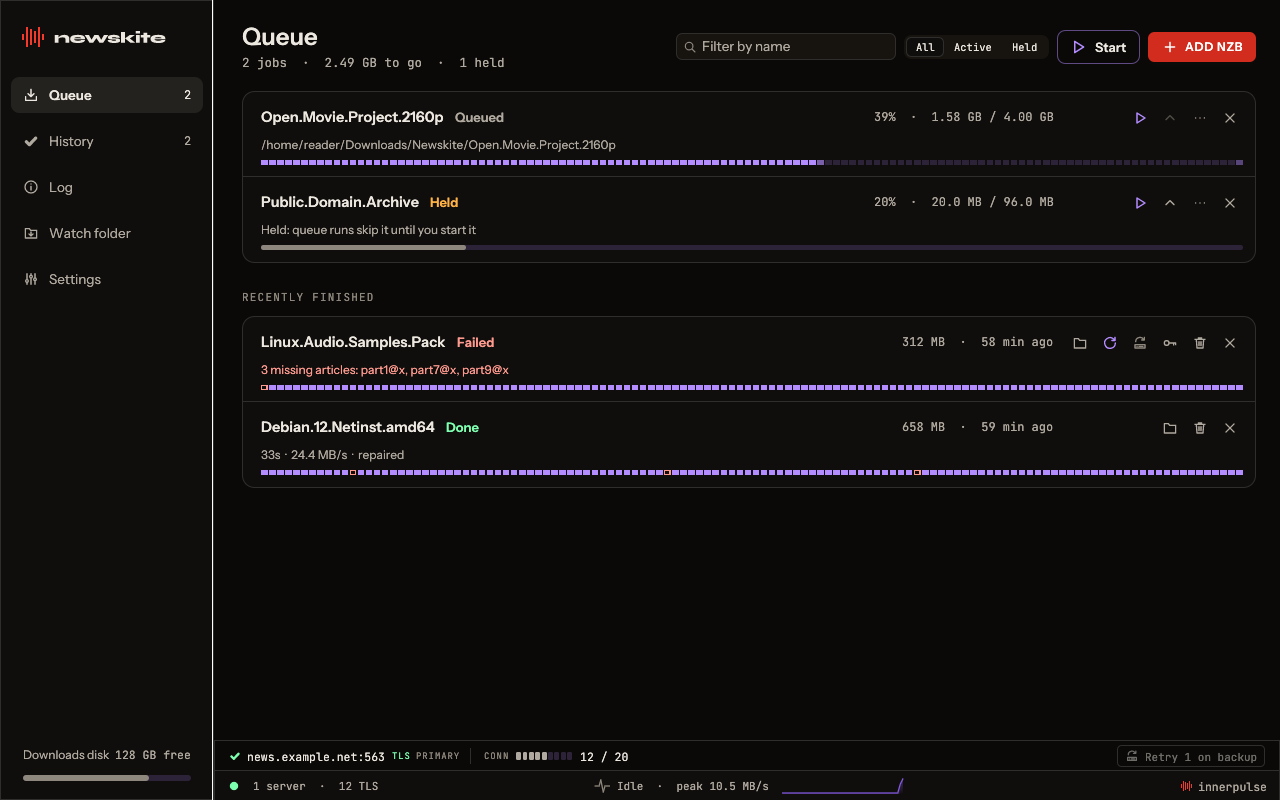 newskite
Queue 2
History 2
Log
Watch folder
Settings
Downloads disk 128 GB free
Queue
2 jobs · 2.49 GB to go · 1 held
Filter by name
All Active Held
Start
ADD NZB
Open.Movie.Project.2160p Queued 39% · 1.58 GB / 4.00 GB
/home/reader/Downloads/Newskite/Open.Movie.Project.2160p
Public.Domain.Archive Held 20% · 20.0 MB / 96.0 MB
Held: queue runs skip it until you start it
RECENTLY FINISHED
Linux.Audio.Samples.Pack Failed 312 MB · 58 min ago
3 missing articles: part1@x, part7@x, part9@x
Debian.12.Netinst.amd64 Done 658 MB · 59 min ago
33s · 24.4 MB/s · repaired
news.example.net:563 TLS PRIMARY CONN 12 / 20 Retry 1 on backup
1 server · 12 TLS Idle · peak 10.5 MB/s innerpulse